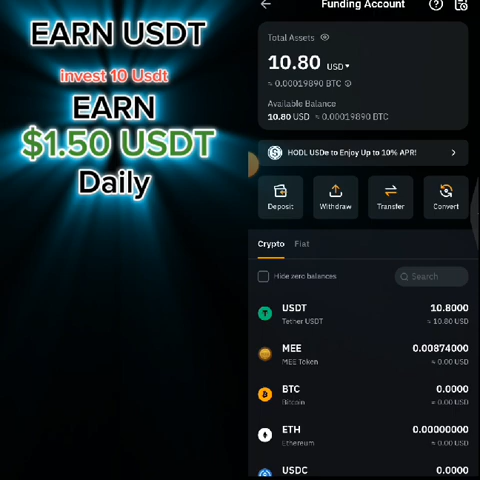 EARN USDT
invest 10 Usdt
EARN
$1.50 USDT
Daily
Funding Account
Total Assets
10.80 USD
≈ 0.00019890 BTC
Available Balance
10.80 USD ≈ 0.00019890 BTC
HODL USDe to Enjoy Up to 10% APR!
Deposit Withdraw Transfer Convert
Crypto Fiat
Hide zero balances Search
USDT 10.8000
Tether USDT ≈ 10.80 USD
MEE 0.00874000
MEE Token ≈ 0.00 USD
BTC 0.0000
Bitcoin ≈ 0.00 USD
ETH 0.00000000
Ethereum ≈ 0.00 USD
USDC 0.0000